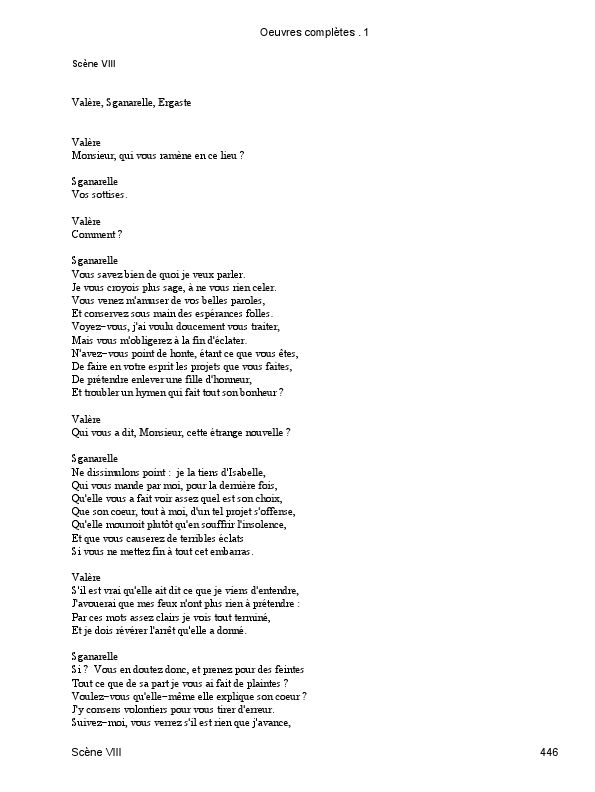 Oeuvres complètes . 1
Scène VIII
Valère, Sganarelle, Ergaste
Valère
Monsieur, qui vous ramène en ce lieu ?
Sganarelle
Vos sottises.
Valère
Comment ?
Sganarelle
Vous savez bien de quoi je veux parler.
Je vous croyois plus sage, à ne vous rien celer.
Vous venez m'amuser de vos belles paroles,
Et conservez sous main des espérances folles.
Voyez−vous, j'ai voulu doucement vous traiter,
Mais vous m'obligerez à la fin d'éclater.
N'avez−vous point de honte, étant ce que vous êtes,
De faire en votre esprit les projets que vous faites,
De prétendre enlever une fille d'honneur,
Et troubler un hymen qui fait tout son bonheur ?
Valère
Qui vous a dit, Monsieur, cette étrange nouvelle ?
Sganarelle
Ne dissimulons point : je la tiens d'Isabelle,
Qui vous mande par moi, pour la dernière fois,
Qu'elle vous a fait voir assez quel est son choix,
Que son coeur, tout à moi, d'un tel projet s'offense,
Qu'elle mourroit plutôt qu'en souffrir l'insolence,
Et que vous causerez de terribles éclats
Si vous ne mettez fin à tout cet embarras.
Valère
S'il est vrai qu'elle ait dit ce que je viens d'entendre,
J'avouerai que mes feux n'ont plus rien à prétendre :
Par ces mots assez clairs je vois tout terminé,
Et je dois révérer l'arrêt qu'elle a donné.
Sganarelle
Si ? Vous en doutez donc, et prenez pour des feintes
Tout ce que de sa part je vous ai fait de plaintes ?
Voulez−vous qu'elle−même elle explique son coeur ?
J'y consens volontiers pour vous tirer d'erreur.
Suivez−moi, vous verrez s'il est rien que j'avance,
Scène VIII
446